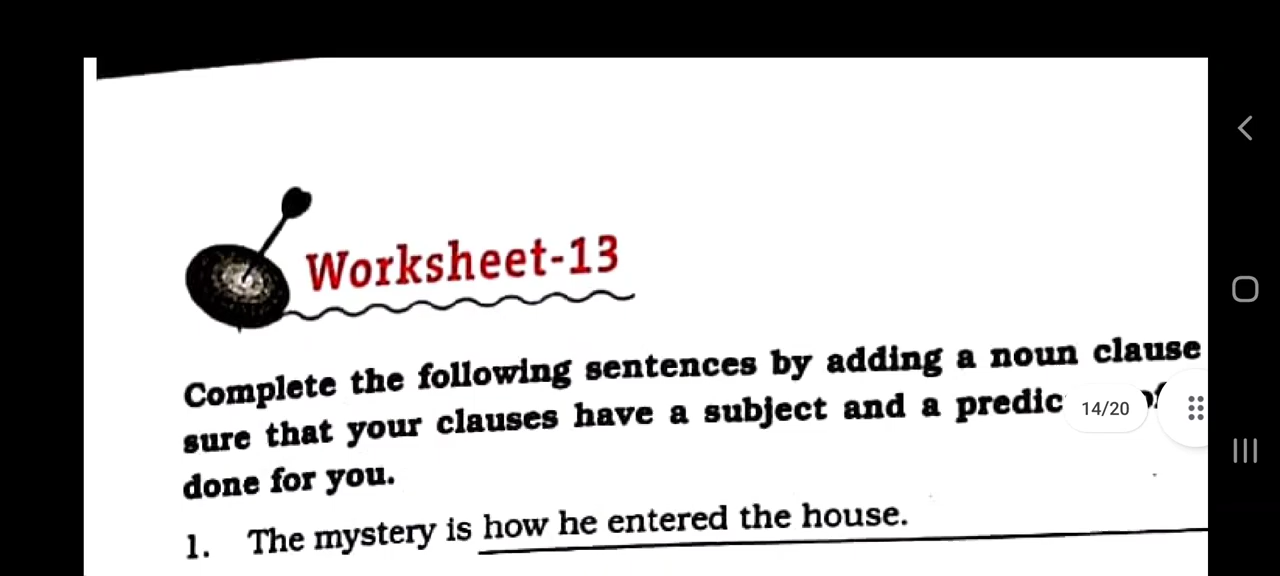 Worksheet-13
Complete the following sentences by adding a noun clause
sure that your clauses have a subject and a
done for you.
14/20
1. The mystery is how he entered the house.